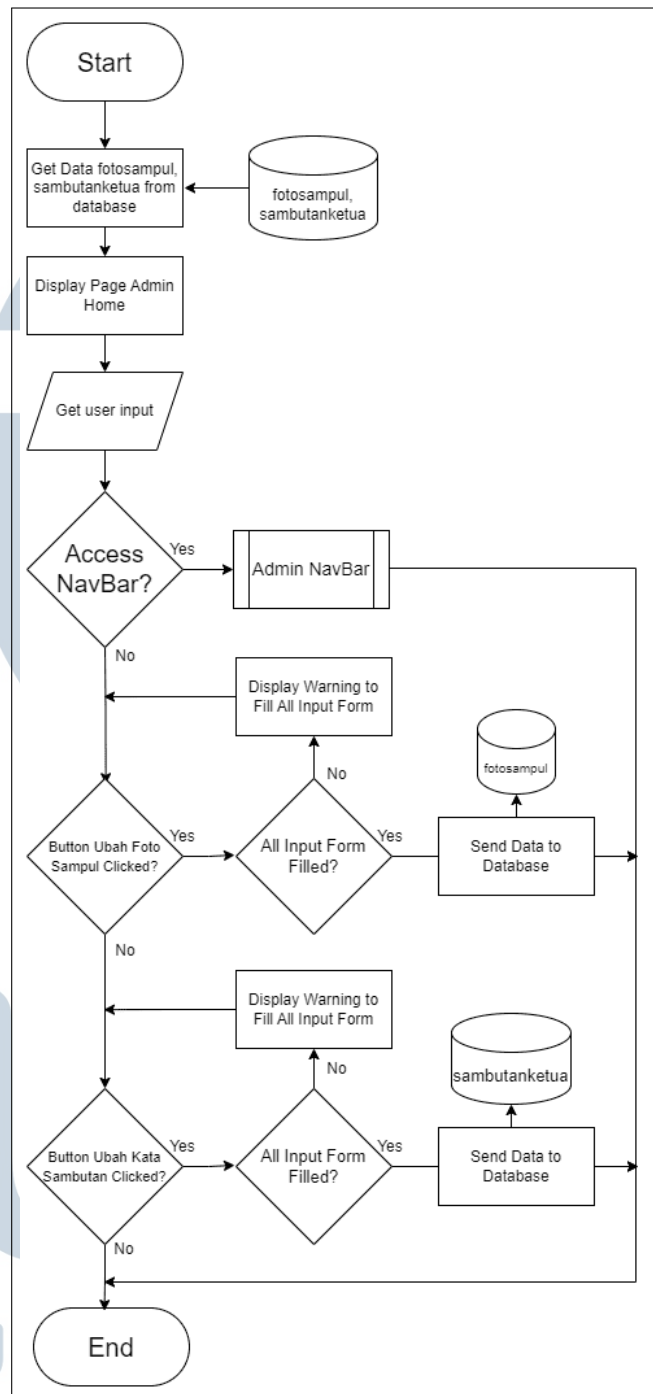 Start
Get Data fotosampul,
sambutanketua from
database
fotosampul,
sambutanketua
Display Page Admin
Home
Get user input
Access
NavBar?
Yes
Admin NavBar
No
Display Warning to
Fill All Input Form
fotosampul
No
Button Ubah Foto
Sampul Clicked?
Yes
All Input Form
Filled?
Yes
Send Data to
Database
No
Display Warning to
Fill All Input Form
sambutanketua
No
Button Ubah Kata
Sambutan Clicked?
Yes
All Input Form
Filled?
Yes
Send Data to
Database
No
End